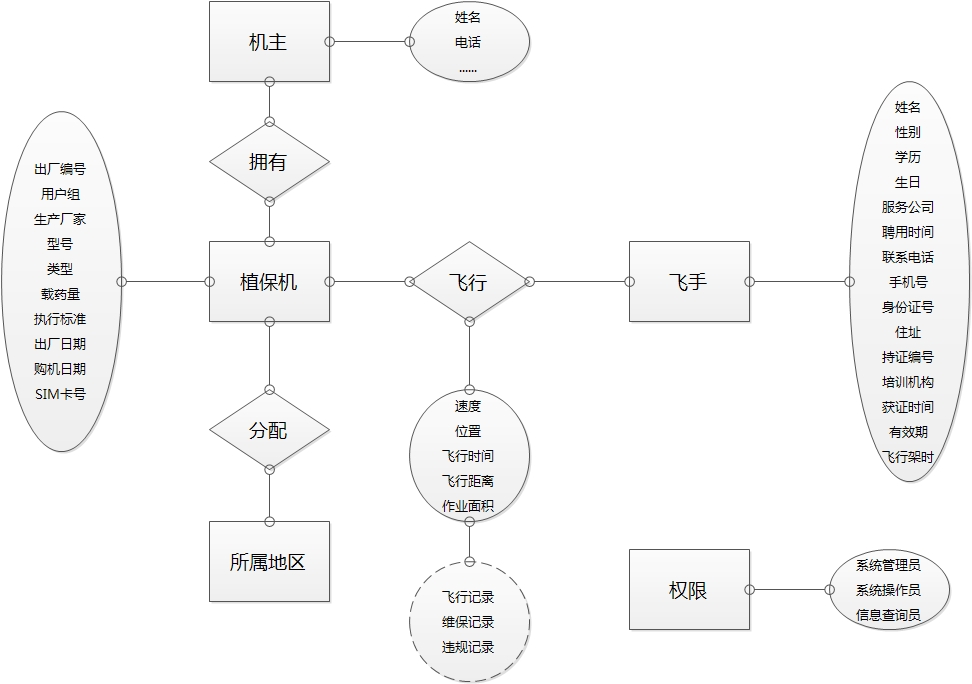 机主
姓名
电话
......
拥有
出厂编号
用户组
生产厂家
型号
类型
载药量
执行标准
出厂日期
购机日期
SIM卡号
植保机
飞行
飞手
姓名
性别
学历
生日
服务公司
聘用时间
联系电话
手机号
身份证号
住址
持证编号
培训机构
获证时间
有效期
飞行架时
分配
速度
位置
飞行时间
飞行距离
作业面积
所属地区
飞行记录
维保记录
违规记录
权限
系统管理员
系统操作员
信息查询员